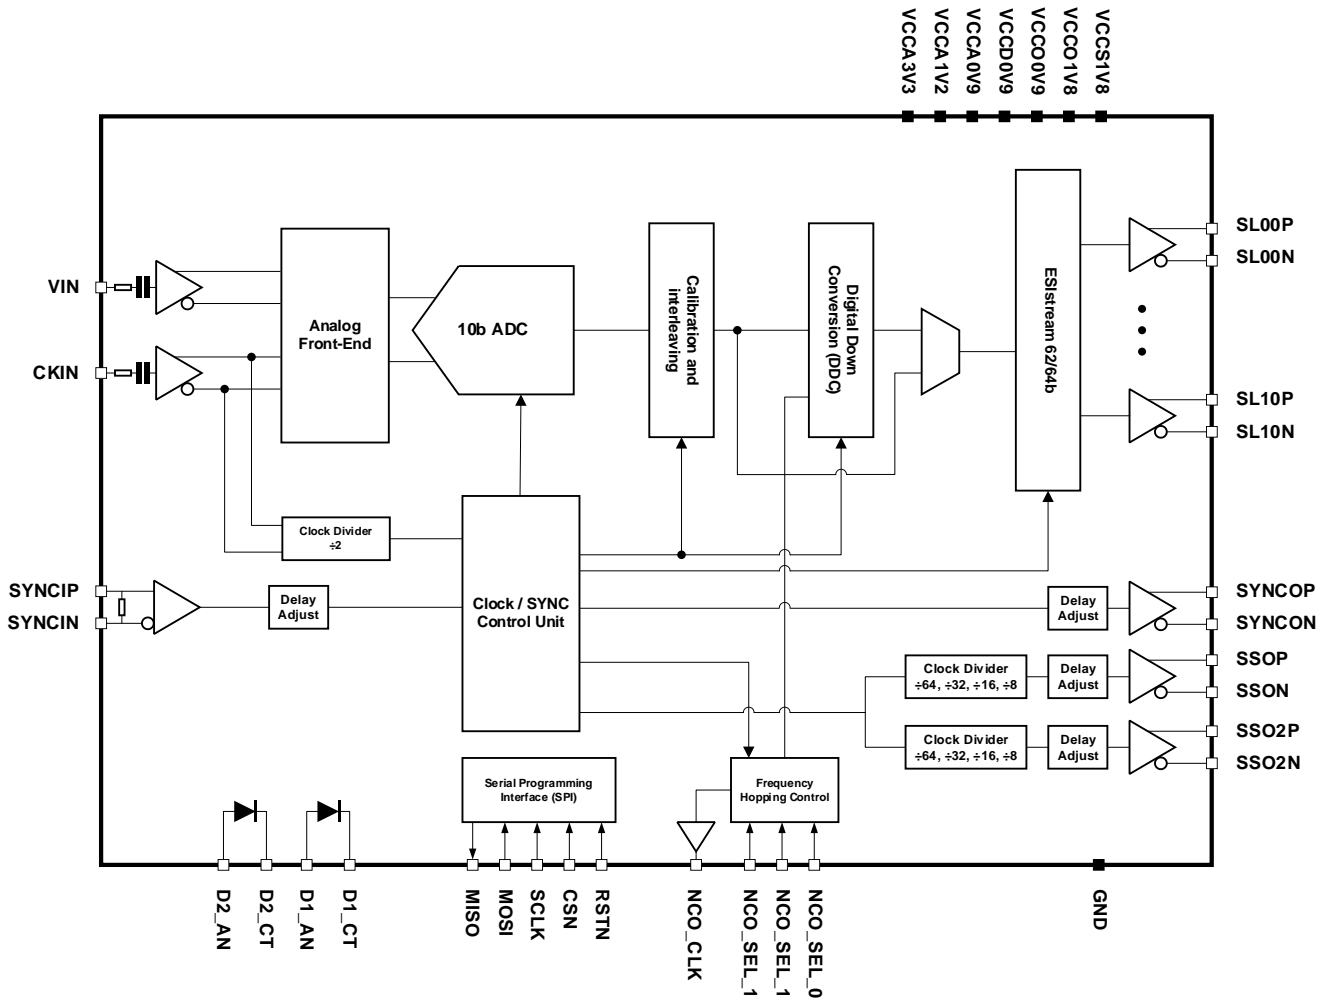 VCCA3V3
VCCA1V2
VCCA0V9
VCCD0V9
VCCO0V9
VCCO1V8
VCCS1V8
VIN
CKIN
SYNCIP
SYNCIN
Analog
Front-End
10b ADC
Calibration and
interleaving
Digital Down
Conversion (DDC)
ESIstream 62/64b
SL00P
SL00N
SL10P
SL10N
Clock Divider
÷2
Delay
Adjust
Clock / SYNC
Control Unit
Delay
Adjust
SYNCOP
SYNCON
Clock Divider
÷64, ÷32, ÷16, ÷8
Delay
Adjust
SSOP
SSON
Clock Divider
÷64, ÷32, ÷16, ÷8
Delay
Adjust
SSO2P
SSO2N
Serial Programming
Interface (SPI)
Frequency
Hopping Control
D2_AN
D2_CT
D1_AN
D1_CT
MISO
MOSI
SCLK
CSN
RSTN
NCO_CLK
NCO_SEL_1
NCO_SEL_1
NCO_SEL_0
GND